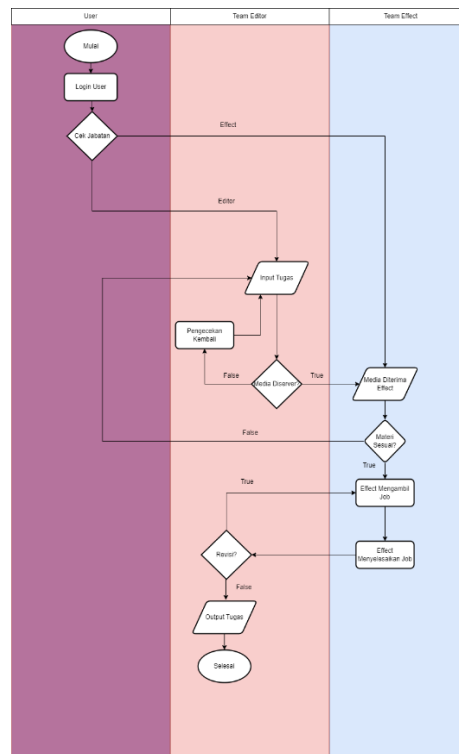 User
Team Editor
Team Effect
Mulai
Login User
Cek Jabatan
Effect
Editor
Input Tugas
Pengecekan
Kembali
False
Media Diserver
True
Media Diterima
Effect
False
Materi
Sesuai?
True
True
Effect Mengambil
Job
Revisi?
Effect
Menyelesaikan Job
False
Output Tugas
Selesai